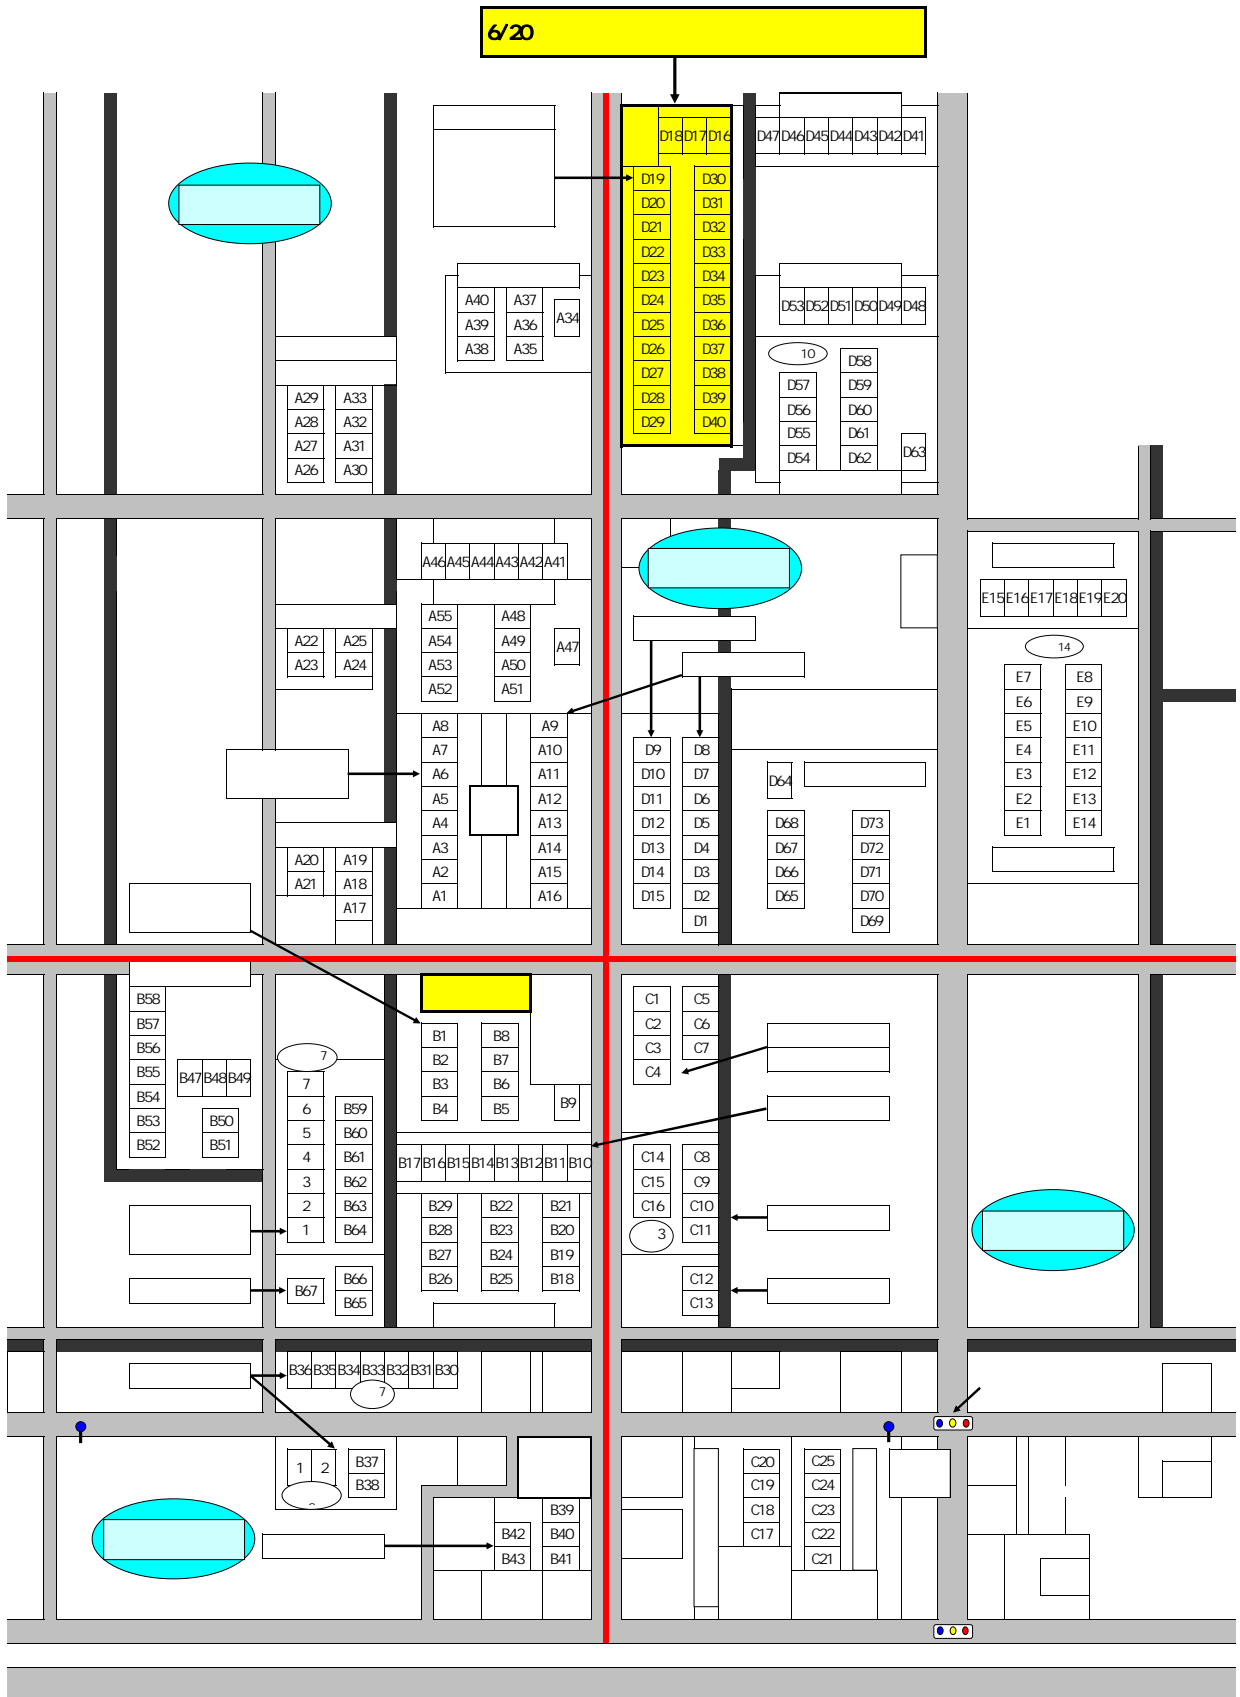 6/20
D18 D17 D16
D47 D46 D45 D44 D43 D42 D41
D19 D30
D20 D31
D21 D32
D22 D33
D23 D34
D24 D35
D25 D36
D26 D37
D27 D38
D28 D39
D29 D40
A40 A37 A34
A39 A36
A38 A35
D53 D52 D51 D50 D49 D48
10
D58
D57 D59
D56 D60
D55 D61
D54 D62 D63
A29 A33
A28 A32
A27 A31
A26 A30
A46 A45 A44 A43 A42 A41
A55 A48
A54 A49 A47
A53 A50
A52 A51
A22 A25
A23 A24
E15 E16 E17 E18 E19 E20
14
E7 E8
E6 E9
E5 E10
E4 E11
E3 E12
E2 E13
E1 E14
A8 A9
A7 A10
A6 A11
A5 A12
A4 A13
A3 A14
A2 A15
A1 A16
D9 D8
D10 D7
D11 D6
D12 D5
D13 D4
D14 D3
D15 D2
D1
D64
D68 D73
D67 D72
D66 D71
D65 D70
D69
A20 A19
A21 A18
A17
B58
B57
B56
B55
B54
B53
B52
B47 B48 B49
B50
B51
7
7
6 B59
5 B60
4 B61
3 B62
2 B63
1 B64
B1 B8
B2 B7
B3 B6
B4 B5 B9
C1 C5
C2 C6
C3 C7
C4
B17 B16 B15 B14 B13 B12 B11 B10
B29 B22 B21
B28 B23 B20
B27 B24 B19
B26 B25 B18
C14 C8
C15 C9
C16 C10
3 C11
C12
C13
B67 B66
B65
B36 B35 B34 B33 B32 B31 B30
7
1 2 B37
B38
B39
B42 B40
B43 B41
C20 C25
C19 C24
C18 C23
C17 C22
C21